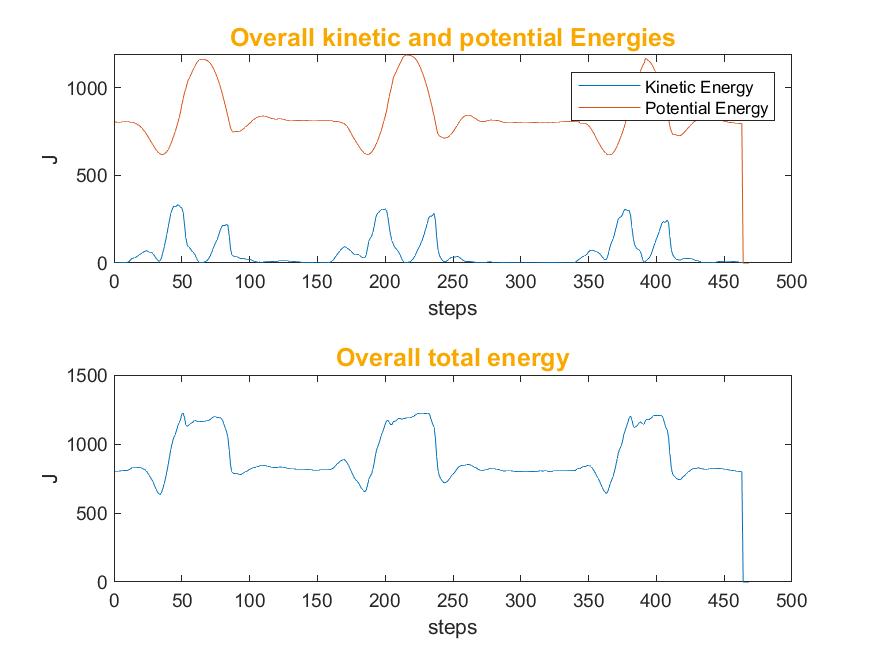 Overall kinetic and potential Energies
1000
500
0
J
Kinetic Energy
Potential Energy
0 50 100 150 200 250 300 350 400 450 500
steps
Overall total energy
1500
1000
500
0
J
0 50 100 150 200 250 300 350 400 450 500
steps